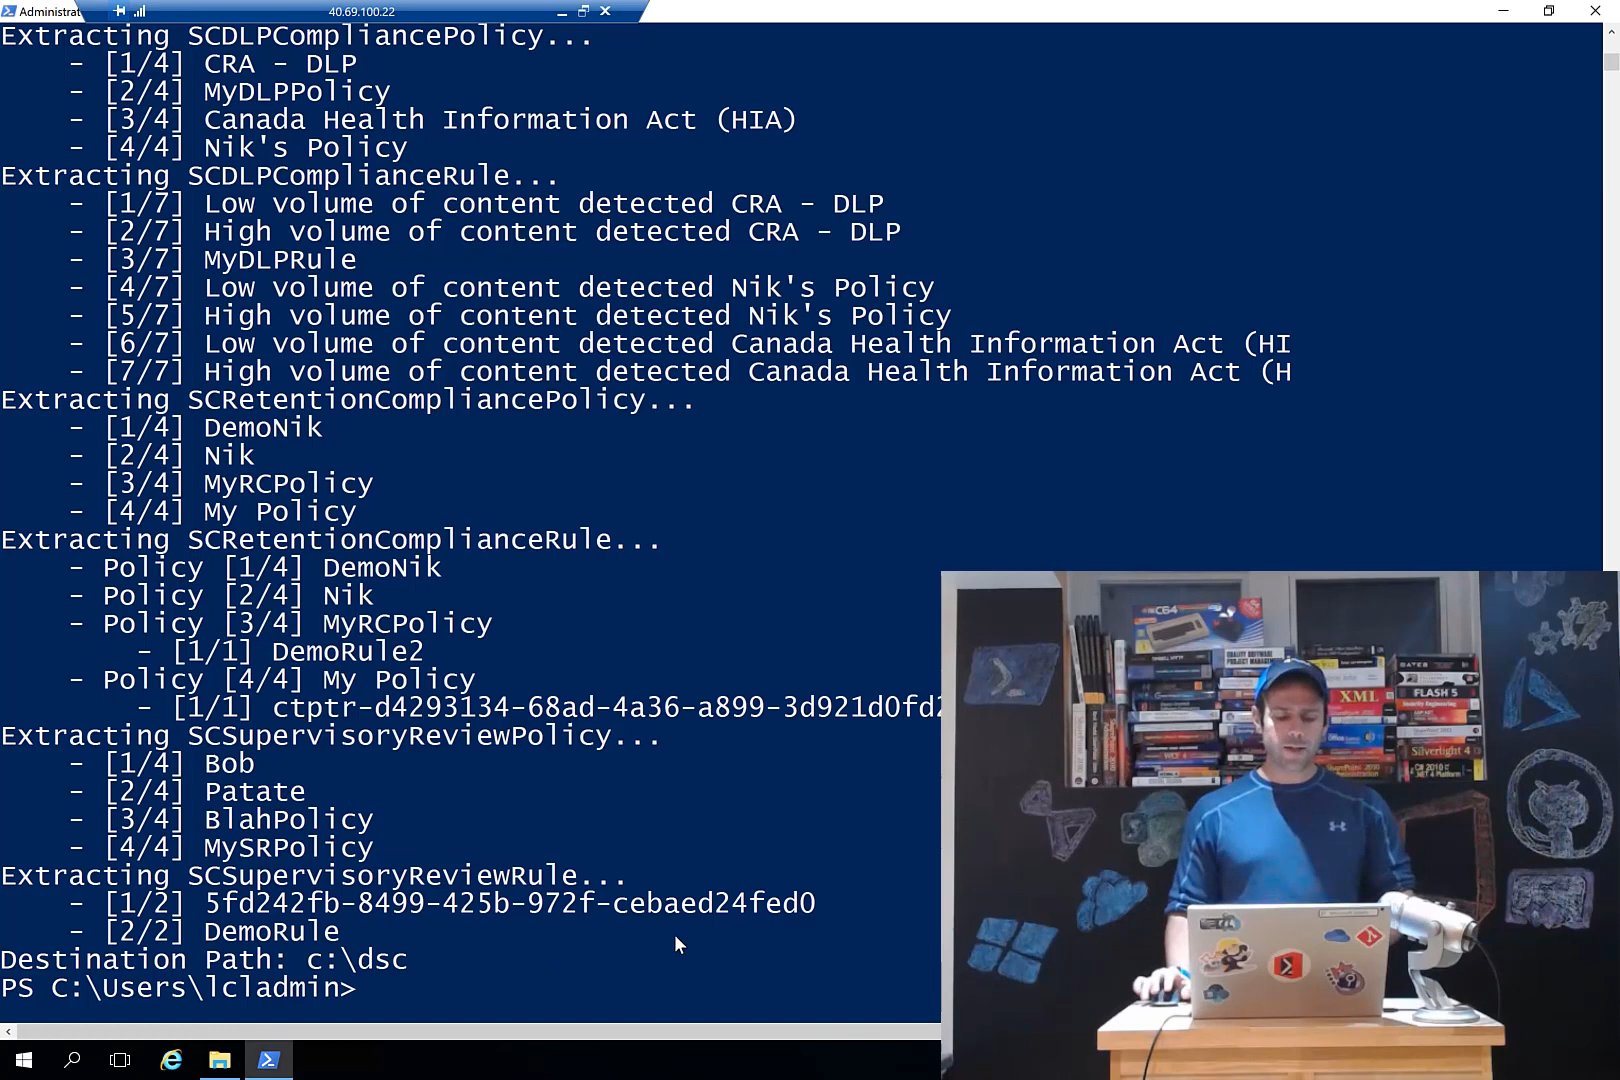 Administrat
40.69.100.22
Extracting SCDLPCompliancePolicy...
- [1/4] CRA - DLP
- [2/4] MyDLPPolicy
- [3/4] Canada Health Information Act (HIA)
- [4/4] Nik's Policy
Extracting SCDLPComplianceRule...
- [1/7] Low volume of content detected CRA - DLP
- [2/7] High volume of content detected CRA - DLP
- [3/7] MyDLPRule
- [4/7] Low volume of content detected Nik's Policy
- [5/7] High volume of content detected Nik's Policy
- [6/7] Low volume of content detected Canada Health Information Act (HI
- [7/7] High volume of content detected Canada Health Information Act (H
Extracting SCRetentionCompliancePolicy...
- [1/4] DemoNik
- [2/4] Nik
- [3/4] MyRCPolicy
- [4/4] My Policy
Extracting SCRetentionComplianceRule...
- Policy [1/4] DemoNik
- Policy [2/4] Nik
- Policy [3/4] MyRCPolicy
- [1/1] DemoRule2
- Policy [4/4] My Policy
- [1/1] ctptr-d4293134-68ad-4a36-a899-3d921d0fd2
Extracting SCSupervisoryReviewPolicy...
- [1/4] Bob
- [2/4] Patate
- [3/4] BlahPolicy
- [4/4] MySRPolicy
Extracting SCSupervisoryReviewRule...
- [1/2] 5fd242fb-8499-425b-972f-cebaed24fed0
- [2/2] DemoRule
Destination Path: c:\dsc
PS C:\Users\lcladmin>
C64
XML
FLASH 5
Silverlight 4
C# 2010